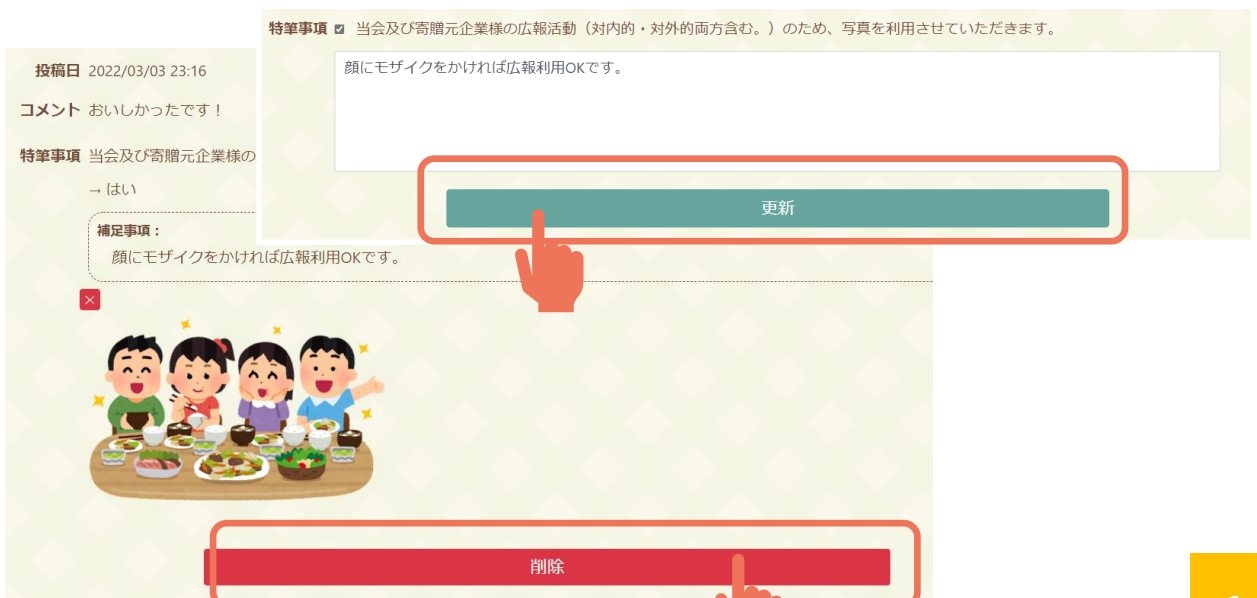 特筆事項 当会及び寄贈元企業様の広報活動（対内的・対外的両方含む。）のため、写真を利用させていただきます。
顔にモザイクをかければ広報利用OKです。
更新
投稿日 2022/03/03 23:16
コメント おいしかったです！
特筆事項 当会及び寄贈元企業様の
→ はい
補足事項：
顔にモザイクをかければ広報利用OKです。
削除